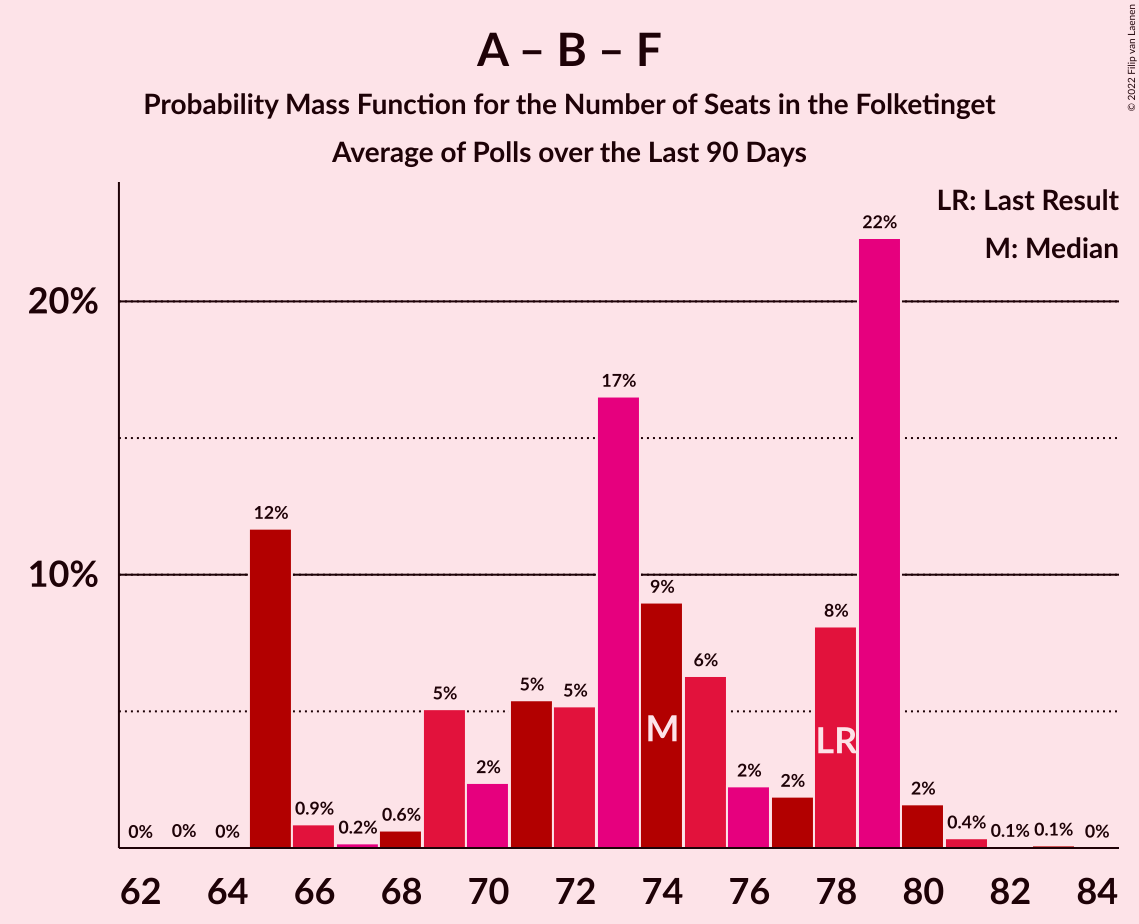 A – B – F
Probability Mass Function for the Number of Seats in the Folketinget
Average of Polls over the Last 90 Days
© 2022 Filip van Laenen
LR: Last Result
M: Median
20%
10%
0%
0%
0%
12%
0.9%
0.2%
0.6%
5%
2%
5%
5%
17%
9%
6%
2%
2%
8%
22%
2%
0.4%
0.1%
0.1%
0%
M
LR
62 64 66 68 70 72 74 76 78 80 82 84